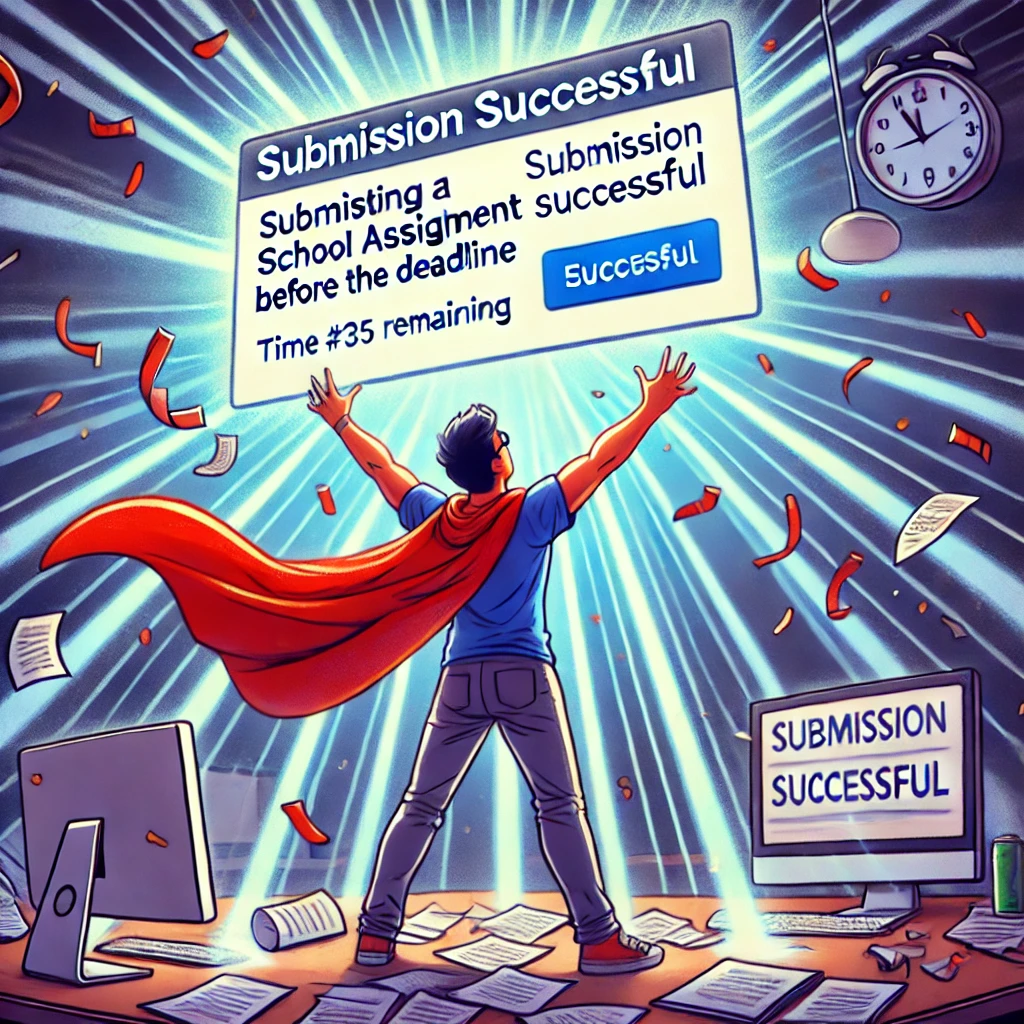 Submission Successful
Submisting a
School Assigment
before the deadline
Time #35 remaining
Submission
successful
Succesful
SUBMISSION
SUCCESSFUL